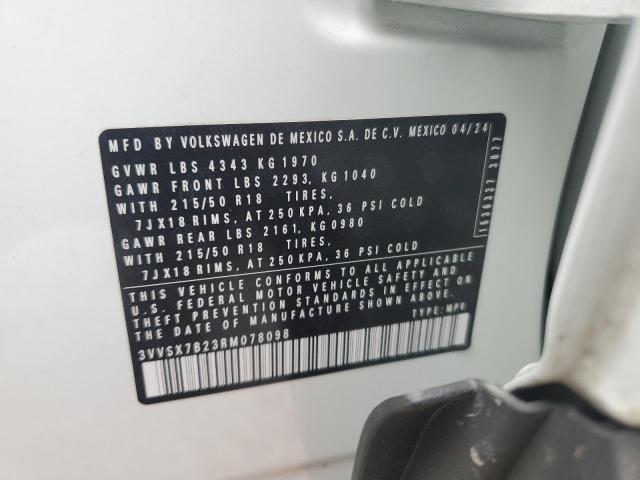 MFD BY VOLKSWAGEN DE MEXICO S.A. DE C.V. MEXICO 04/24
GVWR LBS 4343 KG 1970
GAWR FRONT LBS 2293, KG 1040
WITH 215/50 R18 TIRES,
7JX18 RIMS, AT 250 KPA, 36 PSI COLD
GAWR REAR LBS 2161, KG 0980
WITH 215/50 R18 TIRES,
7JX18 RIMS, AT 250 KPA, 36 PSI COLD
THIS VEHICLE CONFORMS TO ALL APPLICABLE
U.S. FEDERAL MOTOR VEHICLE SAFETY AND
THEFT PREVENTION STANDARDS IN EFFECT ON
THE DATE OF MANUFACTURE SHOWN ABOVE.
3VVSX7B23RM078098 TYPE: MPV
1536327 3877